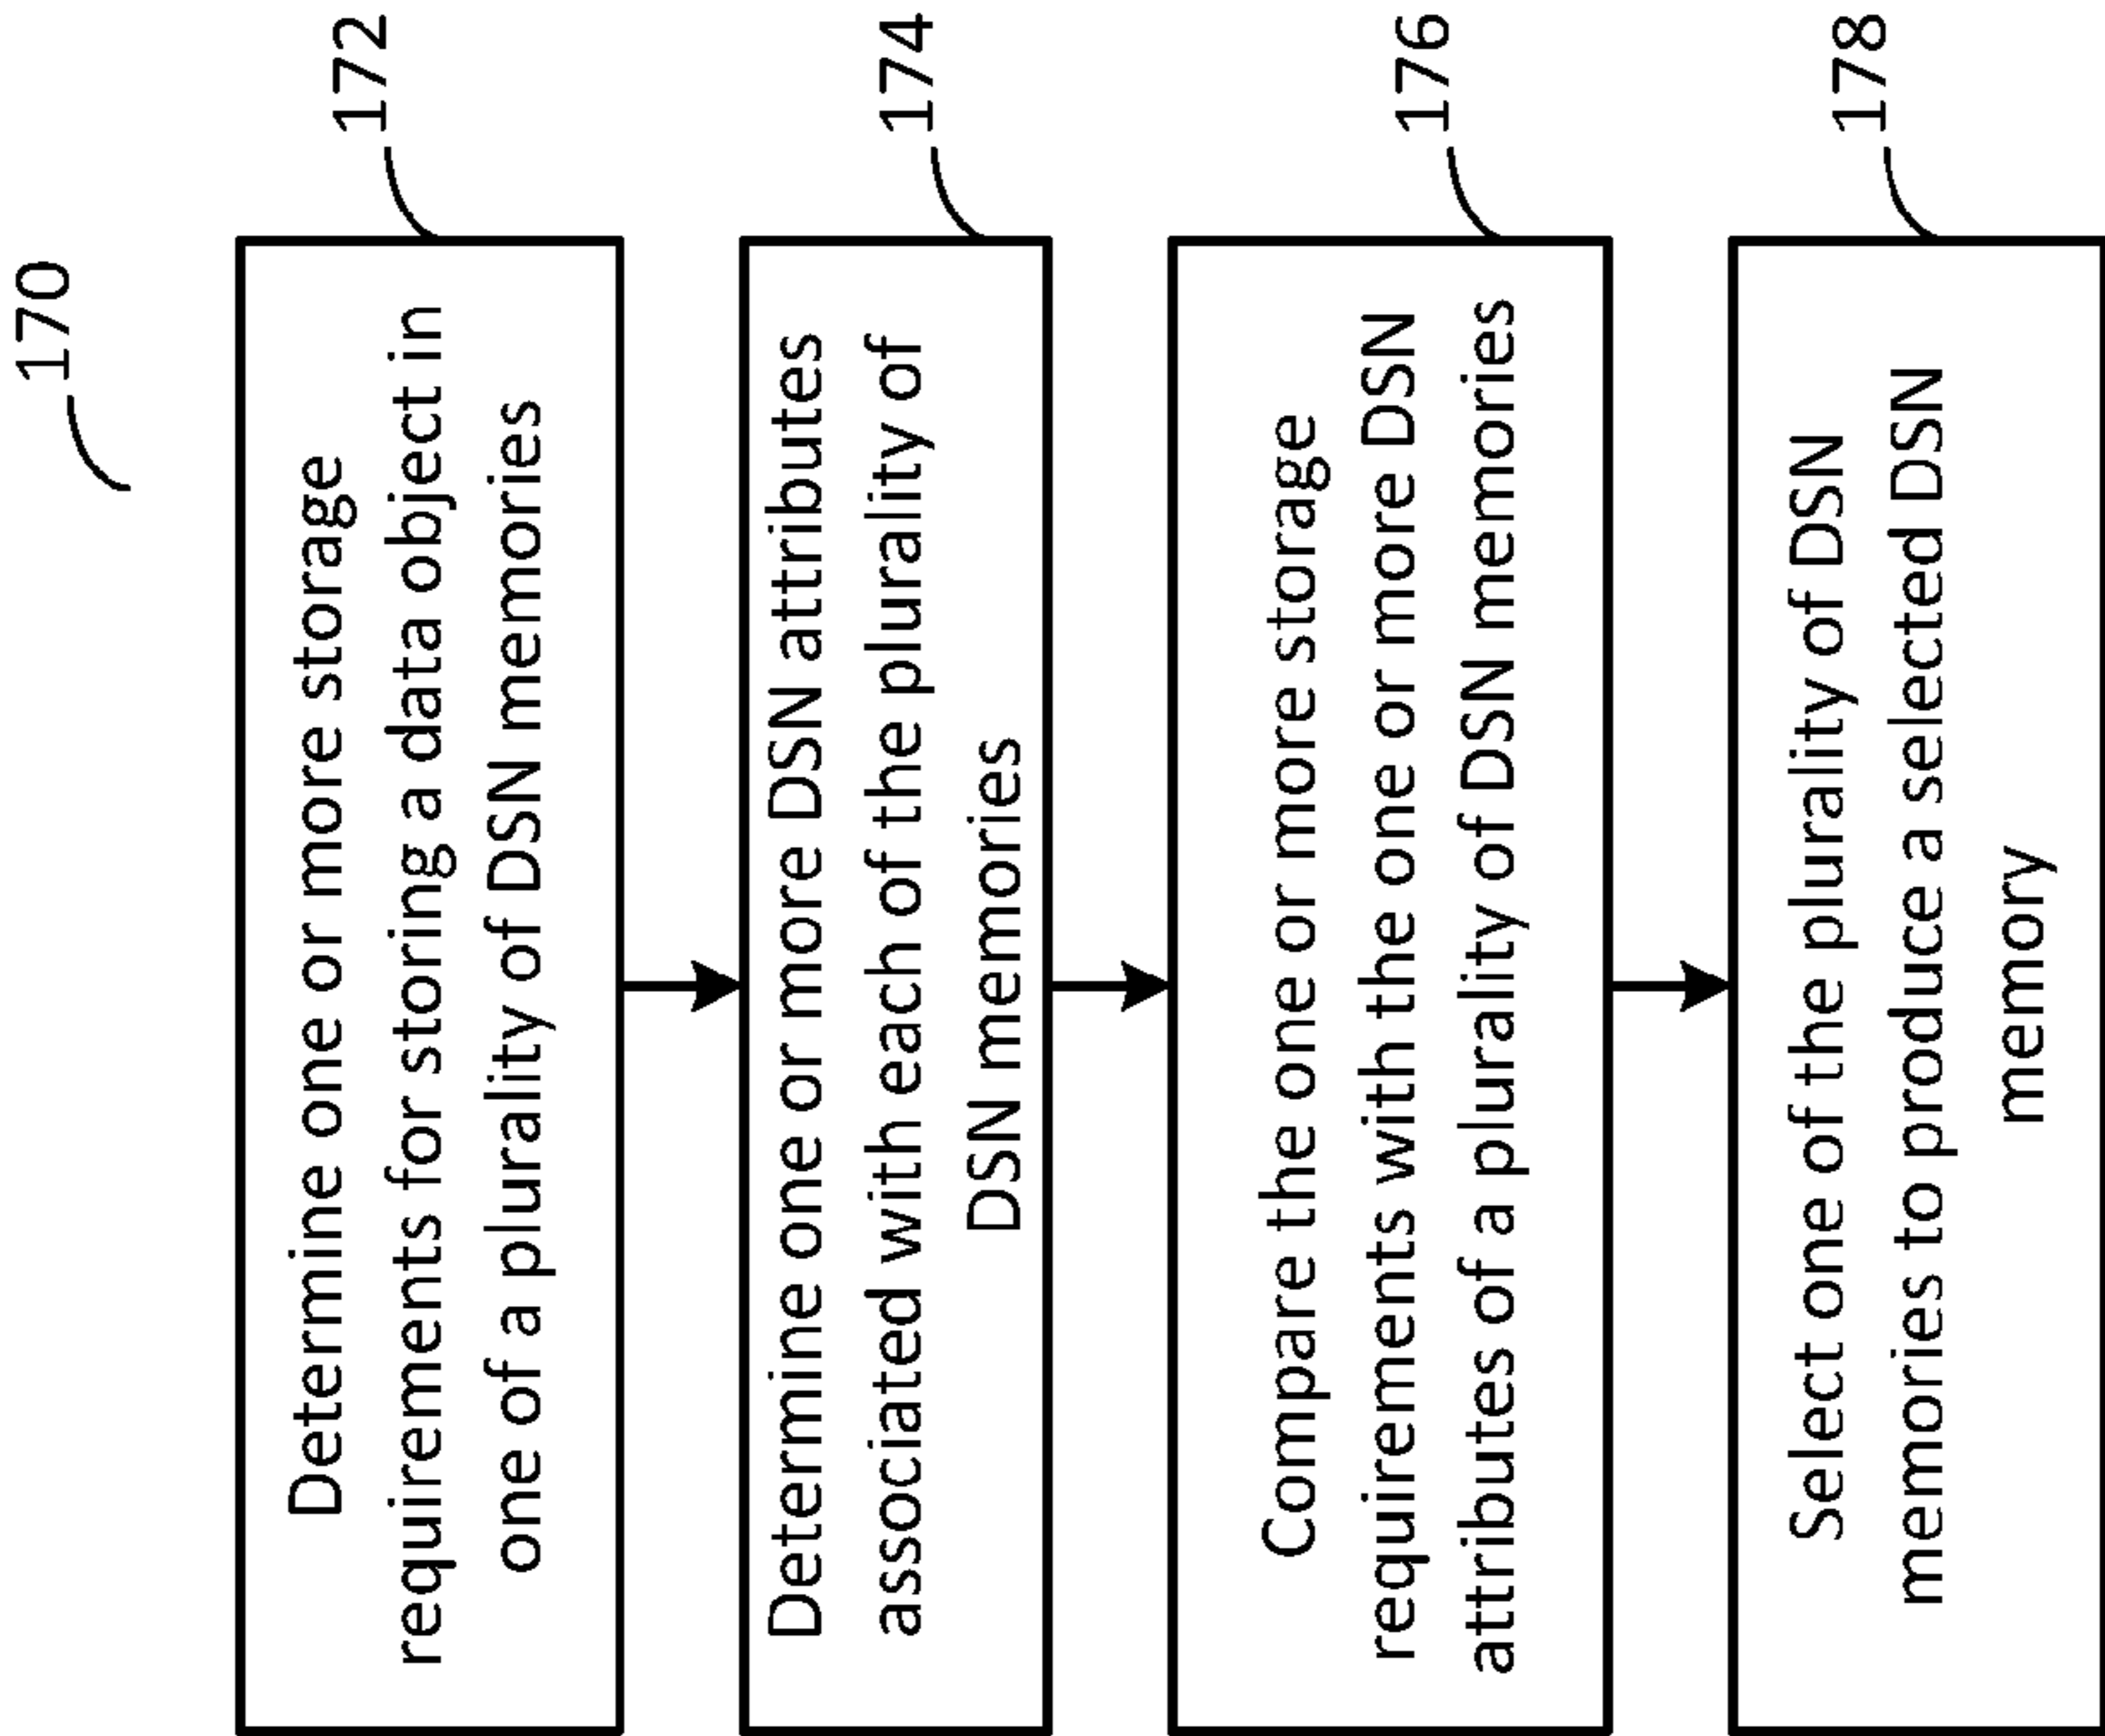 170
Determine one or more storage
requirements for storing a data object in
one of a plurality of DSN memories
172
Determine one or more DSN attributes
associated with each of the plurality of
DSN memories
174
Compare the one or more storage
requirements with the one or more DSN
attributes of a plurality of DSN memories
176
Select one of the plurality of DSN
memories to produce a selected DSN
memory
178